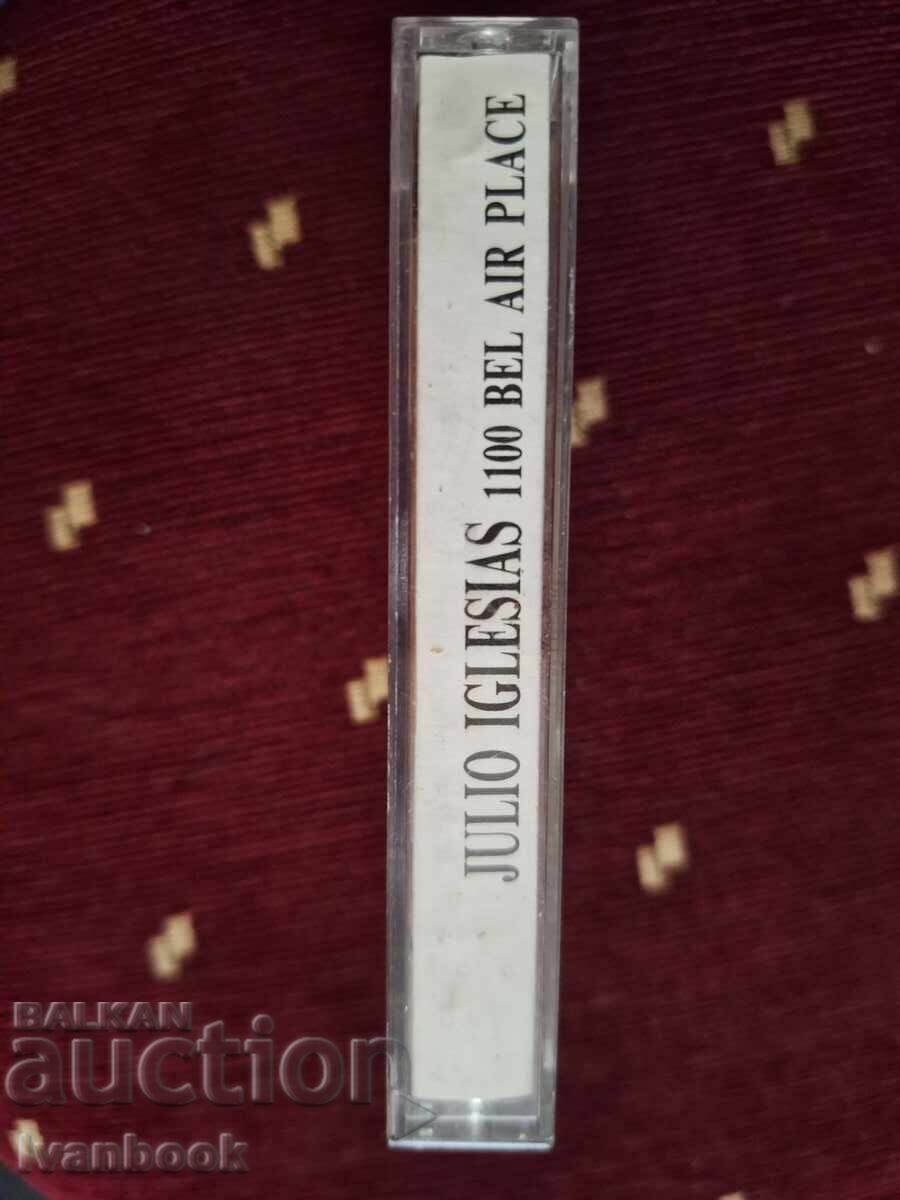 JULIO IGLESIAS 1100 BEL AIR PLACE
BALKAN
auction
Ivanbook